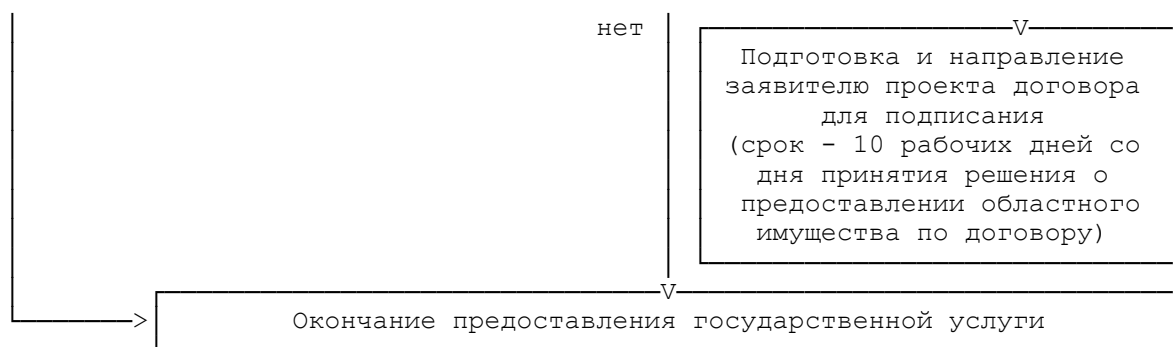 нет
V
Подготовка и направление
заявителю проекта договора
для подписания
(срок - 10 рабочих дней со
дня принятия решения о
предоставлении областного
имущества по договору)
V
> Окончание предоставления государственной услуги